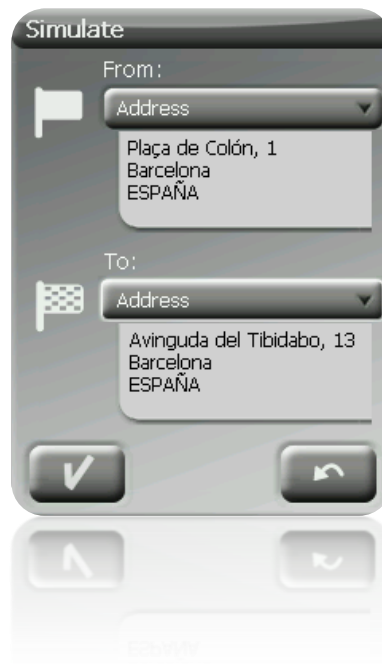 Simulate
From:
Address
Plaça de Colón, 1
Barcelona
ESPAÑA
To:
Address
Avinguda del Tibidabo, 13
Barcelona
ESPAÑA